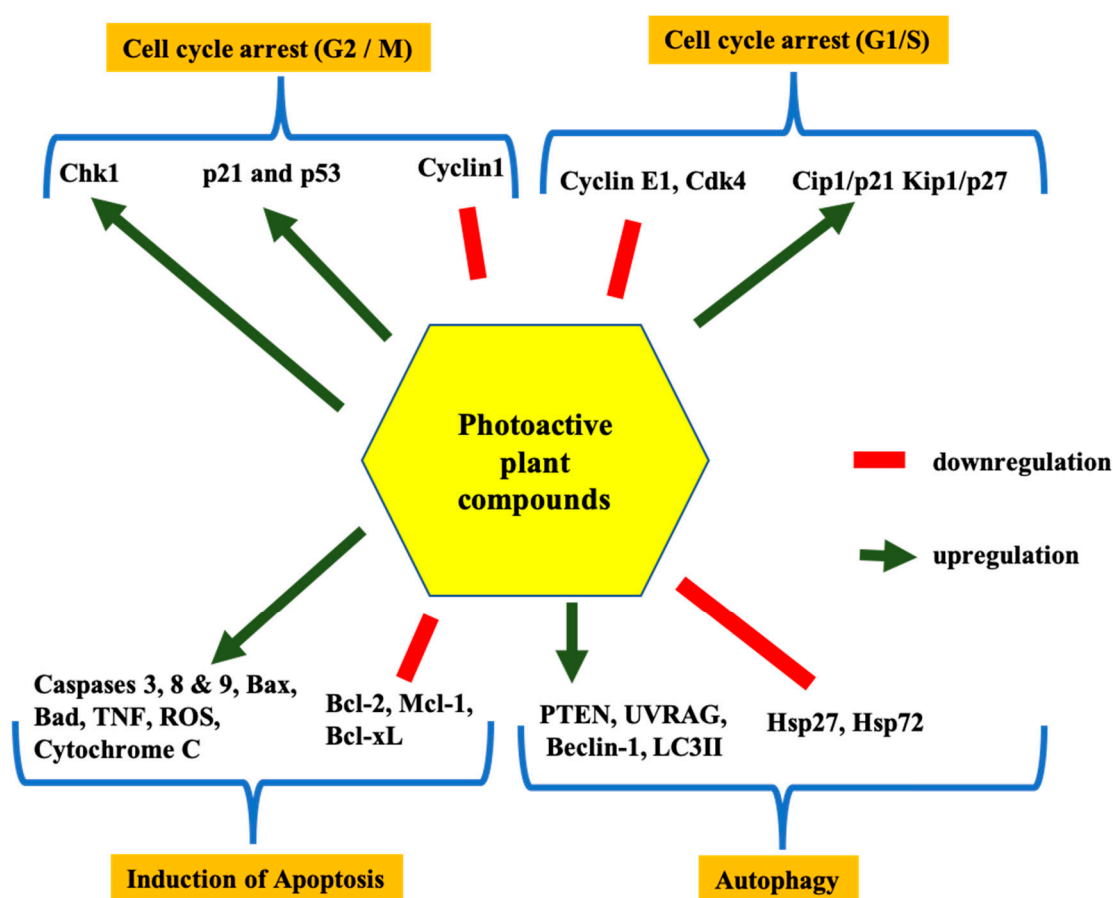 Cell cycle arrest (G2 / M)
Cell cycle arrest (G1/S)
Chk1
p21 and p53
Cyclin1
Cyclin E1, Cdk4
Cip1/p21 Kip1/p27
Photoactive
plant
compounds
downregulation
upregulation
Caspases 3, 8 & 9, Bax,
Bad, TNF, ROS,
Cytochrome C
Bcl-2, Mcl-1,
Bcl-xL
PTEN, UVRAG,
Beclin-1, LC3II
Hsp27, Hsp72
Induction of Apoptosis
Autophagy